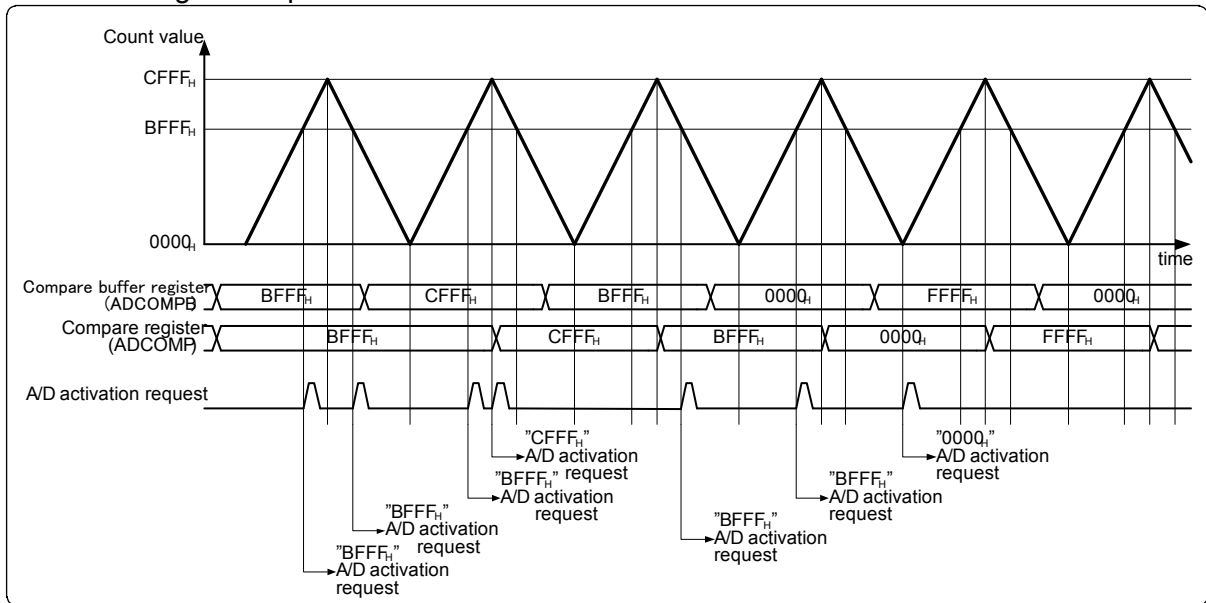 Count value
CFFFH
BFFFH
0000H
time
Compare buffer register
(ADCOMPB)
BFFFH CFFFH BFFFH 0000H FFFFH 0000H
Compare register
(ADCOMP)
BFFFH CFFFH BFFFH 0000H FFFFH
A/D activation request
"CFFFH"
A/D activation
request
"0000H"
A/D activation
request
"BFFFH"
A/D activation
request
"BFFFH"
A/D activation
request
"BFFFH"
A/D activation
request
"BFFFH"
A/D activation
request
"BFFFH"
A/D activation
request